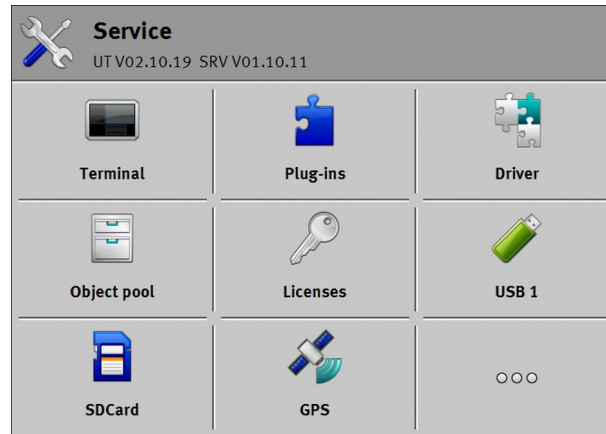 Service
UT V02.10.19 SRV V01.10.11
Terminal
Plug-ins
Driver
Object pool
Licenses
USB 1
SDCard
GPS